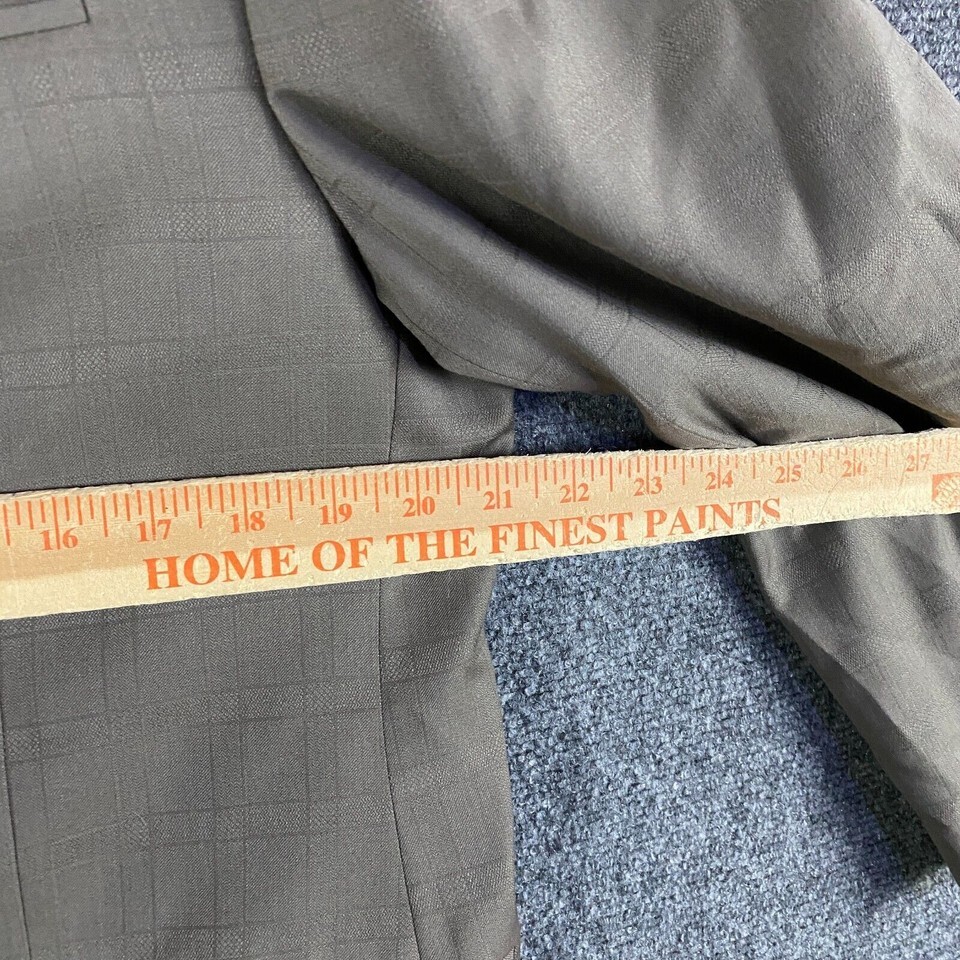 16 17 18 19 20 21 22 23 24 25 26 27
HOME OF THE FINEST PAINTS